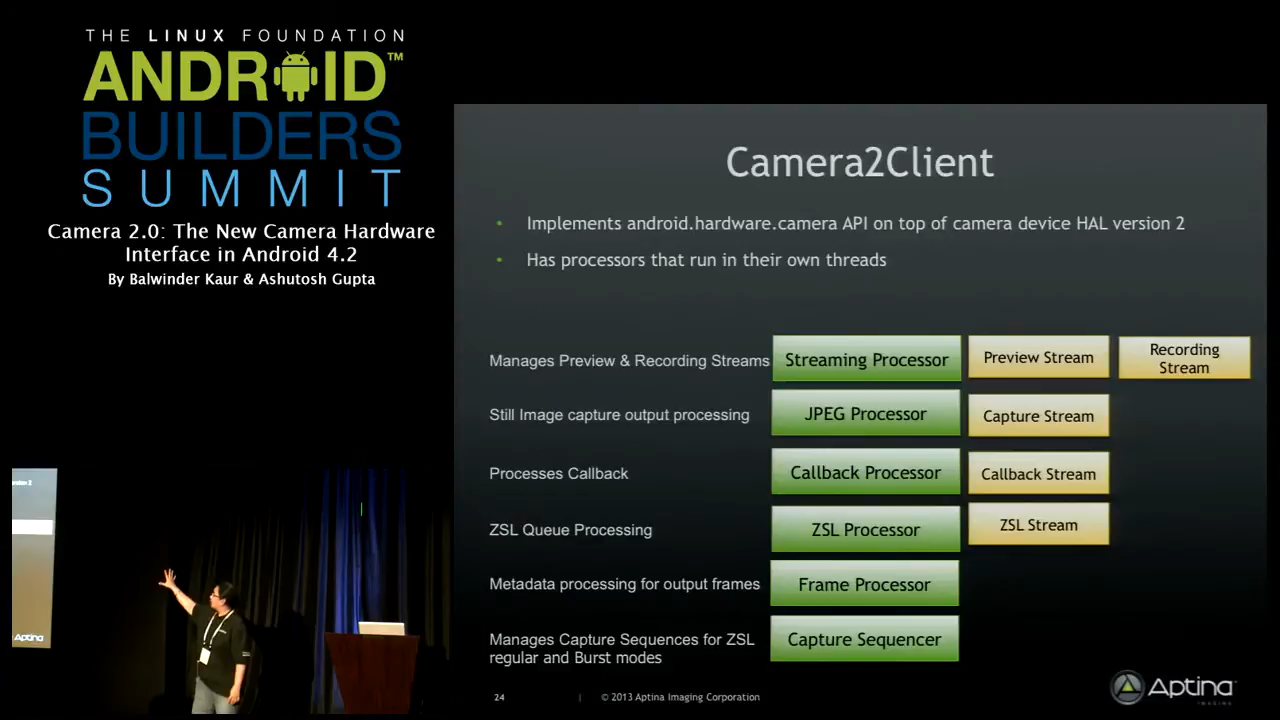 THE LINUX FOUNDATION
ANDROID™
BUILDERS
SUMMIT
Camera 2.0: The New Camera Hardware
Interface in Android 4.2
By Balwinder Kaur & Ashutosh Gupta
Camera2Client
• Implements android.hardware.camera API on top of camera device HAL version 2
• Has processors that run in their own threads
Manages Preview & Recording Streams
Streaming Processor
Preview Stream
Recording
Stream
Still Image capture output processing
JPEG Processor
Capture Stream
Processes Callback
Callback Processor
Callback Stream
ZSL Queue Processing
ZSL Processor
ZSL Stream
Metadata processing for output frames
Frame Processor
Manages Capture Sequences for ZSL
regular and Burst modes
Capture Sequencer
24 | © 2013 Aptina Imaging Corporation
Aptina
IMAGING
Aptina